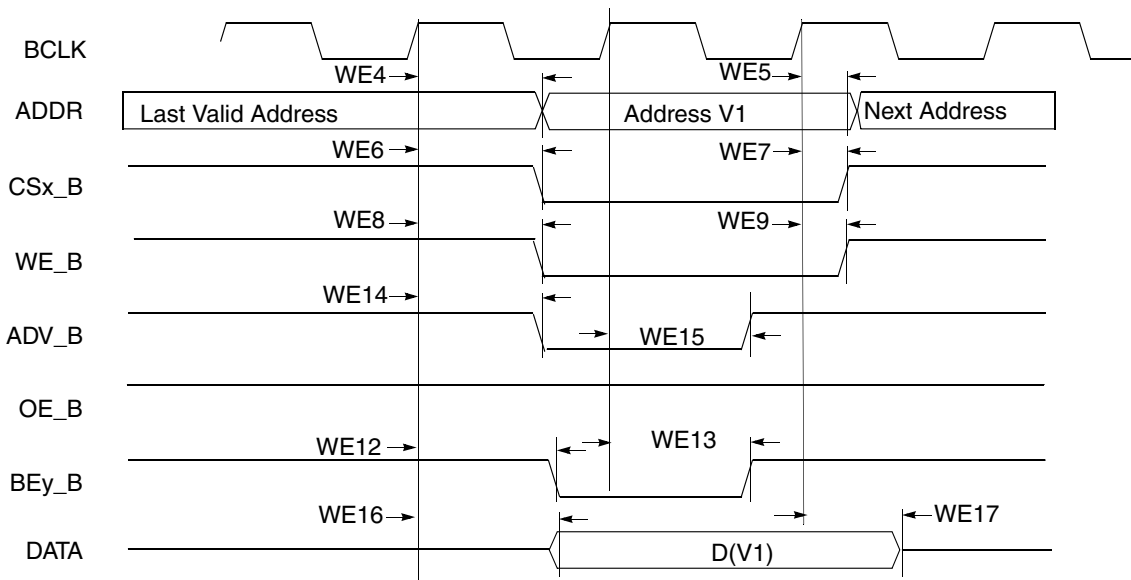 BCLK
WE4
WE5
ADDR
Last Valid Address
Address V1
Next Address
WE6
WE7
CSx_B
WE8
WE9
WE_B
WE14
ADV_B
WE15
OE_B
WE12
WE13
BEy_B
WE16
WE17
DATA
D(V1)